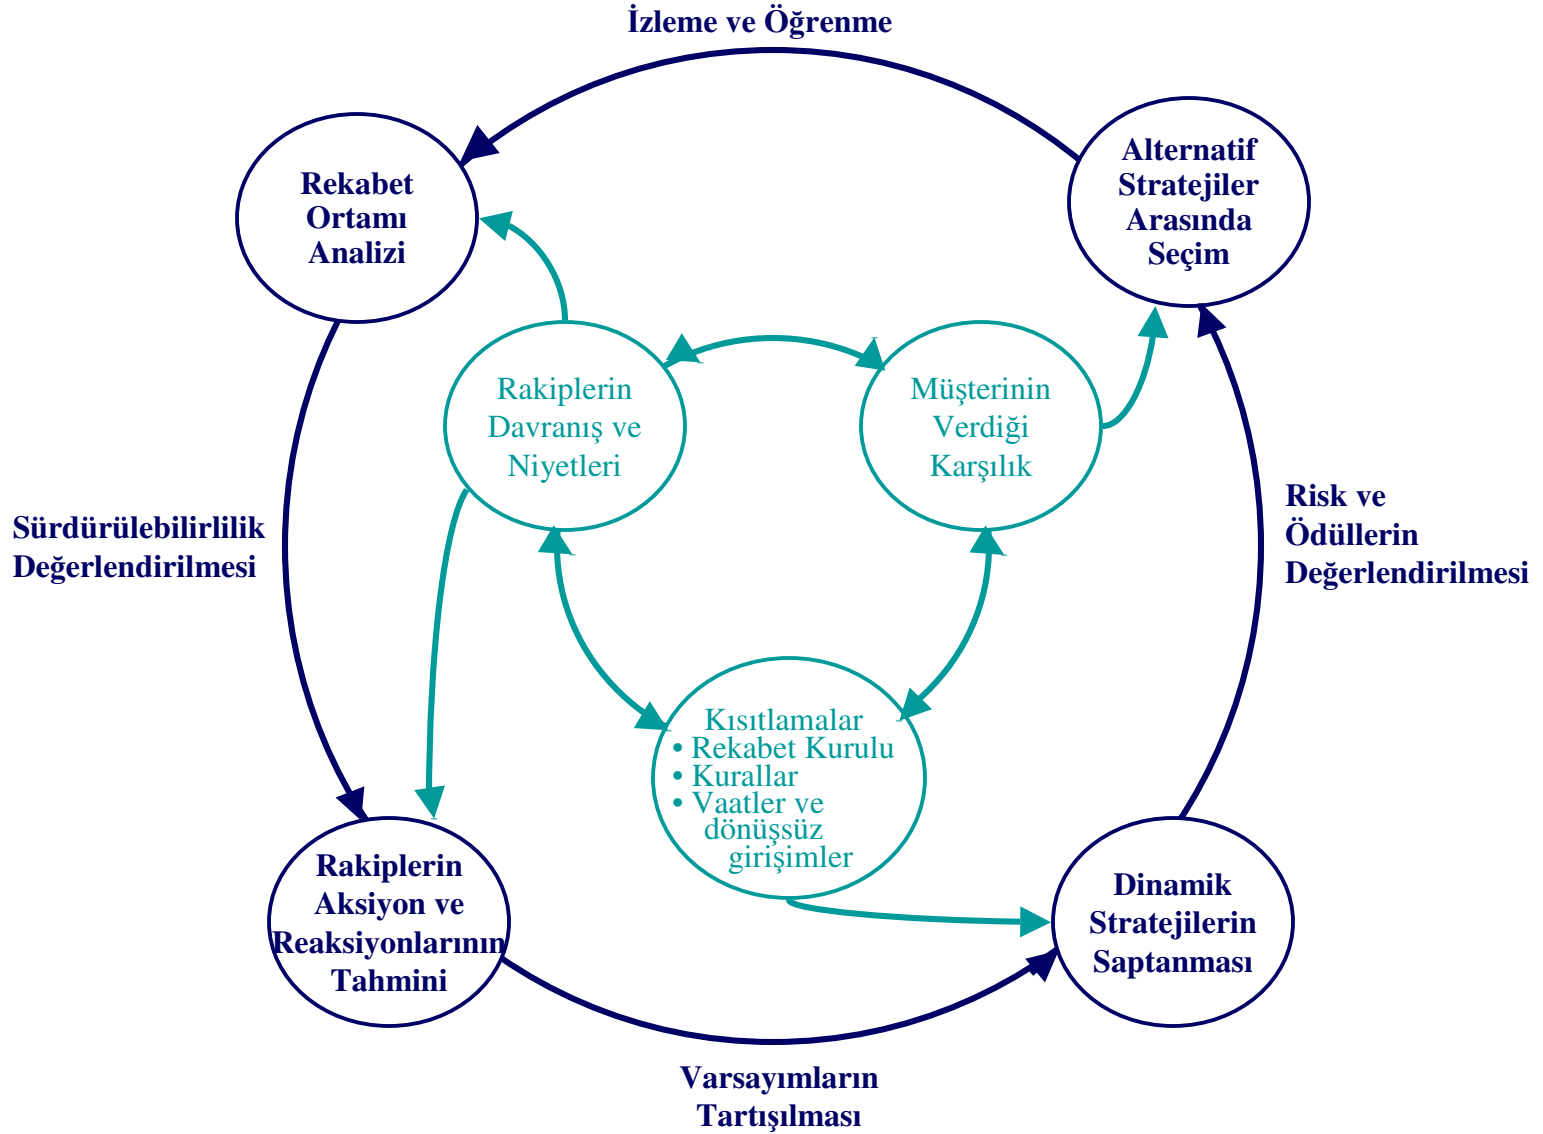 İzleme ve Öğrenme
Rekabet
Ortamı
Analizi
Alternatif
Stratejiler
Arasında
Seçim
Rakiplerin
Davranış ve
Niyetleri
Müşterinin
Verdiği
Karşılık
Sürdürülebilirlilik
Değerlendirilmesi
Risk ve
Ödüllerin
Değerlendirilmesi
Kısıtlamalar
• Rekabet Kurulu
• Kurallar
• Vaatler ve
dönüşsüz
girişimler
Rakiplerin
Aksiyon ve
Reaksiyonlarının
Tahmini
Dinamik
Stratejilerin
Saptanması
Varsayımların
Tartışılması